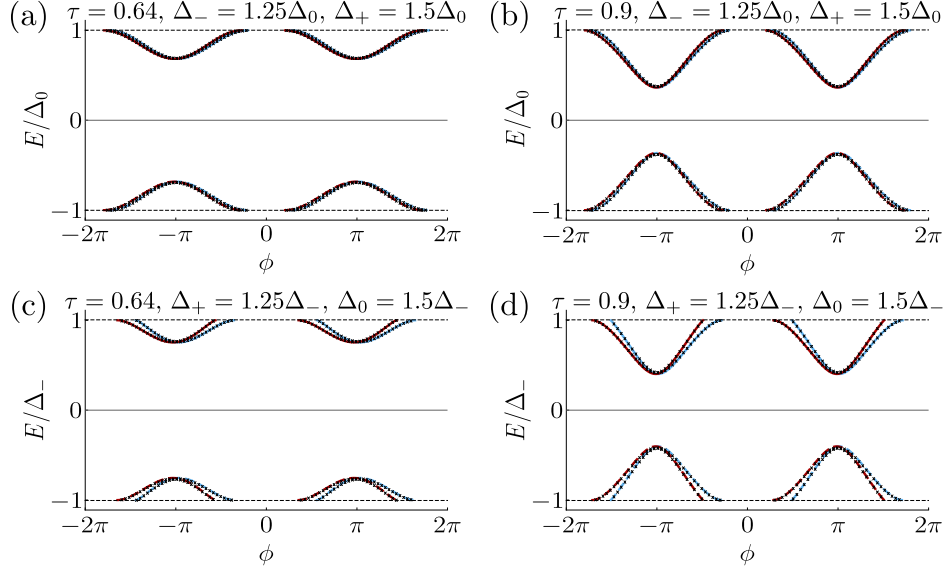 (a) τ = 0.64, Δ₋ = 1.25Δ₀, Δ₊ = 1.5Δ₀
E/Δ₀
1
0
−1
−2π −π 0 π 2π
ϕ
(b) τ = 0.9, Δ₋ = 1.25Δ₀, Δ₊ = 1.5Δ₀
E/Δ₀
1
0
−1
−2π −π 0 π 2π
ϕ
(c) τ = 0.64, Δ₊ = 1.25Δ₋, Δ₀ = 1.5Δ₋
E/Δ₋
1
0
−1
−2π −π 0 π 2π
ϕ
(d) τ = 0.9, Δ₊ = 1.25Δ₋, Δ₀ = 1.5Δ₋
E/Δ₋
1
0
−1
−2π −π 0 π 2π
ϕ